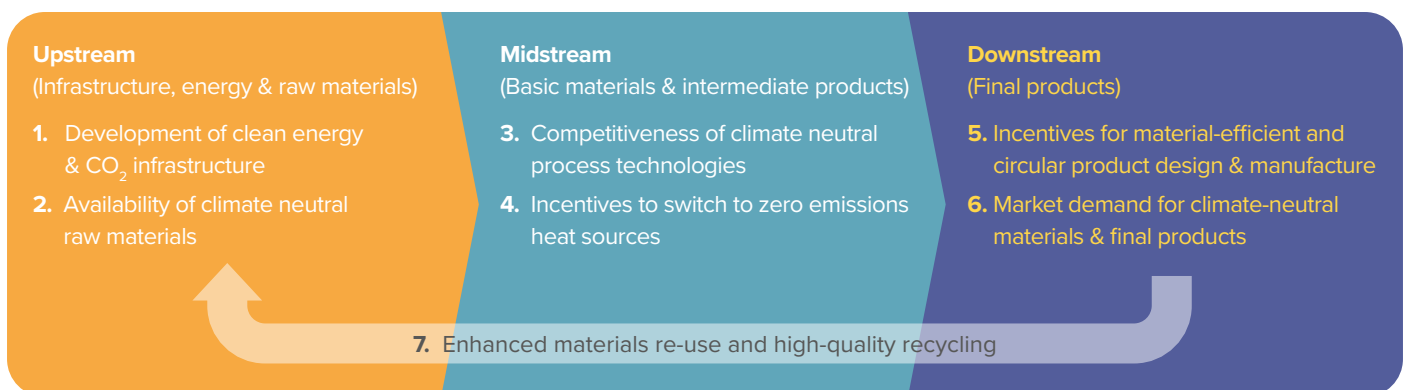 Upstream
(Infrastructure, energy & raw materials)
1. Development of clean energy
& CO₂ infrastructure
2. Availability of climate neutral
raw materials
Midstream
(Basic materials & intermediate products)
3. Competitiveness of climate neutral
process technologies
4. Incentives to switch to zero emissions
heat sources
Downstream
(Final products)
5. Incentives for material-efficient and
circular product design & manufacture
6. Market demand for climate-neutral
materials & final products
7. Enhanced materials re-use and high-quality recycling